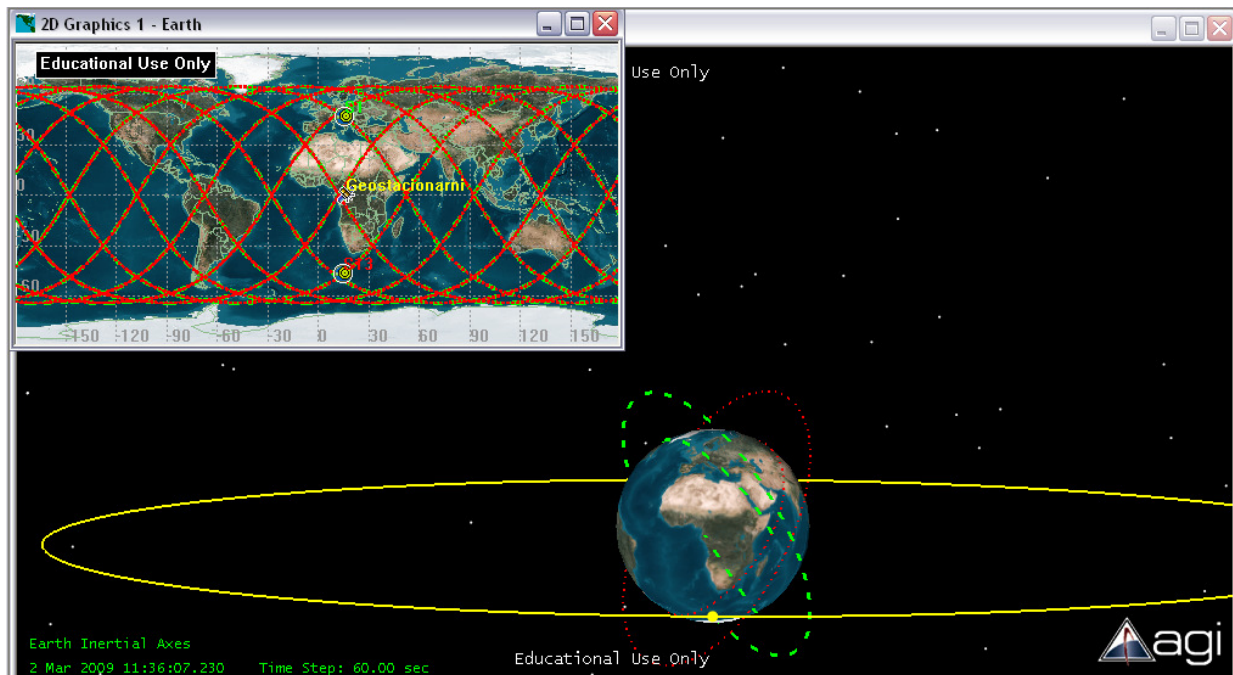 2D Graphics 1 - Earth
Educational Use Only
Use Only
Geostacionarni
0
-60
-150 -120 -90 -60 -30 0 30 60 90 120 150
Earth Inertial Axes
2 Mar 2009 11:36:07.230 Time Step: 60.00 sec
Educational Use Only
agi